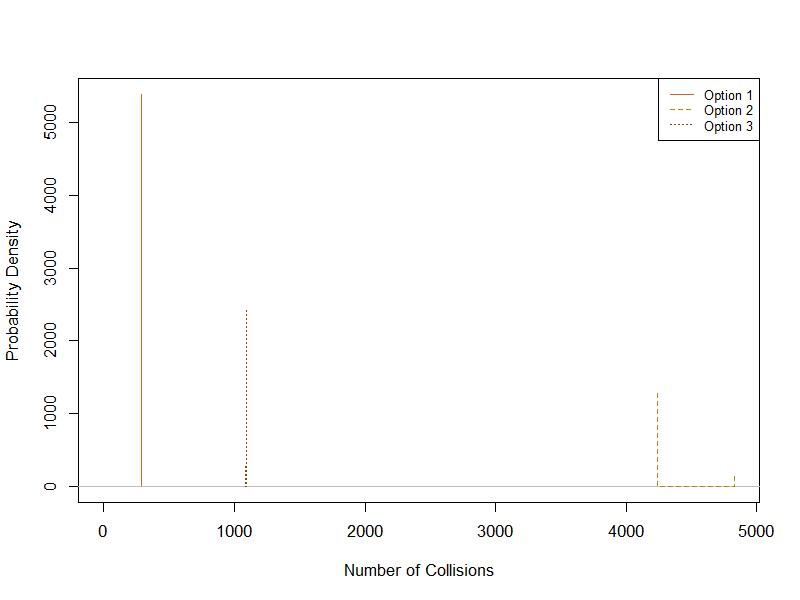 Option 1
Option 2
Option 3
Probability Density
5000
4000
3000
2000
1000
0
0 1000 2000 3000 4000 5000
Number of Collisions